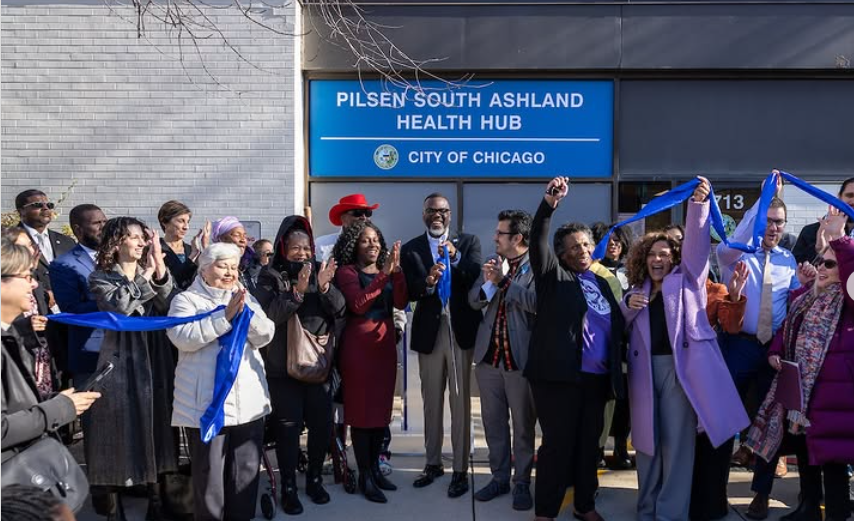 PILSEN SOUTH ASHLAND
HEALTH HUB
CITY OF CHICAGO
713